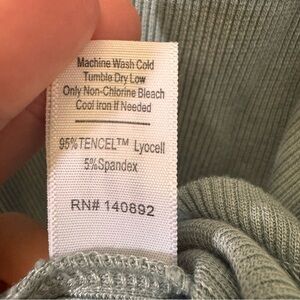 Machine Wash Cold
Tumble Dry Low
Only Non-Chlorine Bleach
Cool Iron If Needed
95%TENCEL™ Lyocell
5%Spandex
RN# 140892